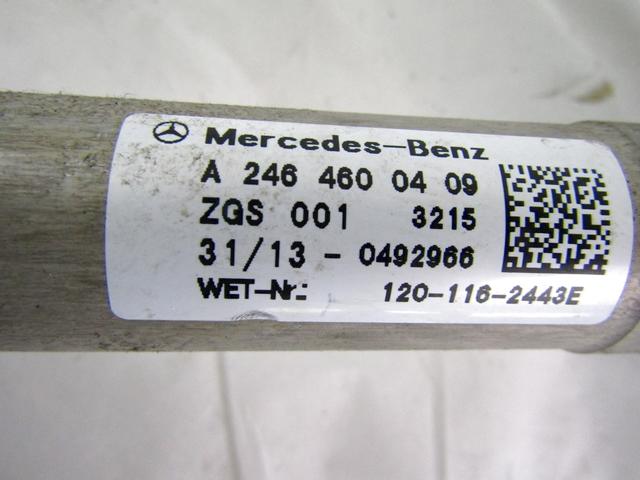 Mercedes-Benz
A 246 460 04 09
ZGS 001 3215
31/13 - 0492966
WET-Nr.: 120-116-2443E